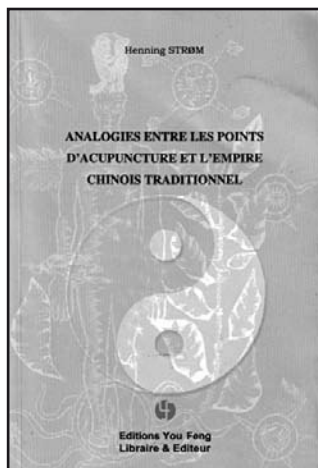 Henning STRØM
ANALOGIES ENTRE LES POINTS
D'ACUPUNCTURE ET L'EMPIRE
CHINOIS TRADITIONNEL
Editions You Feng
Libraire & Editeur